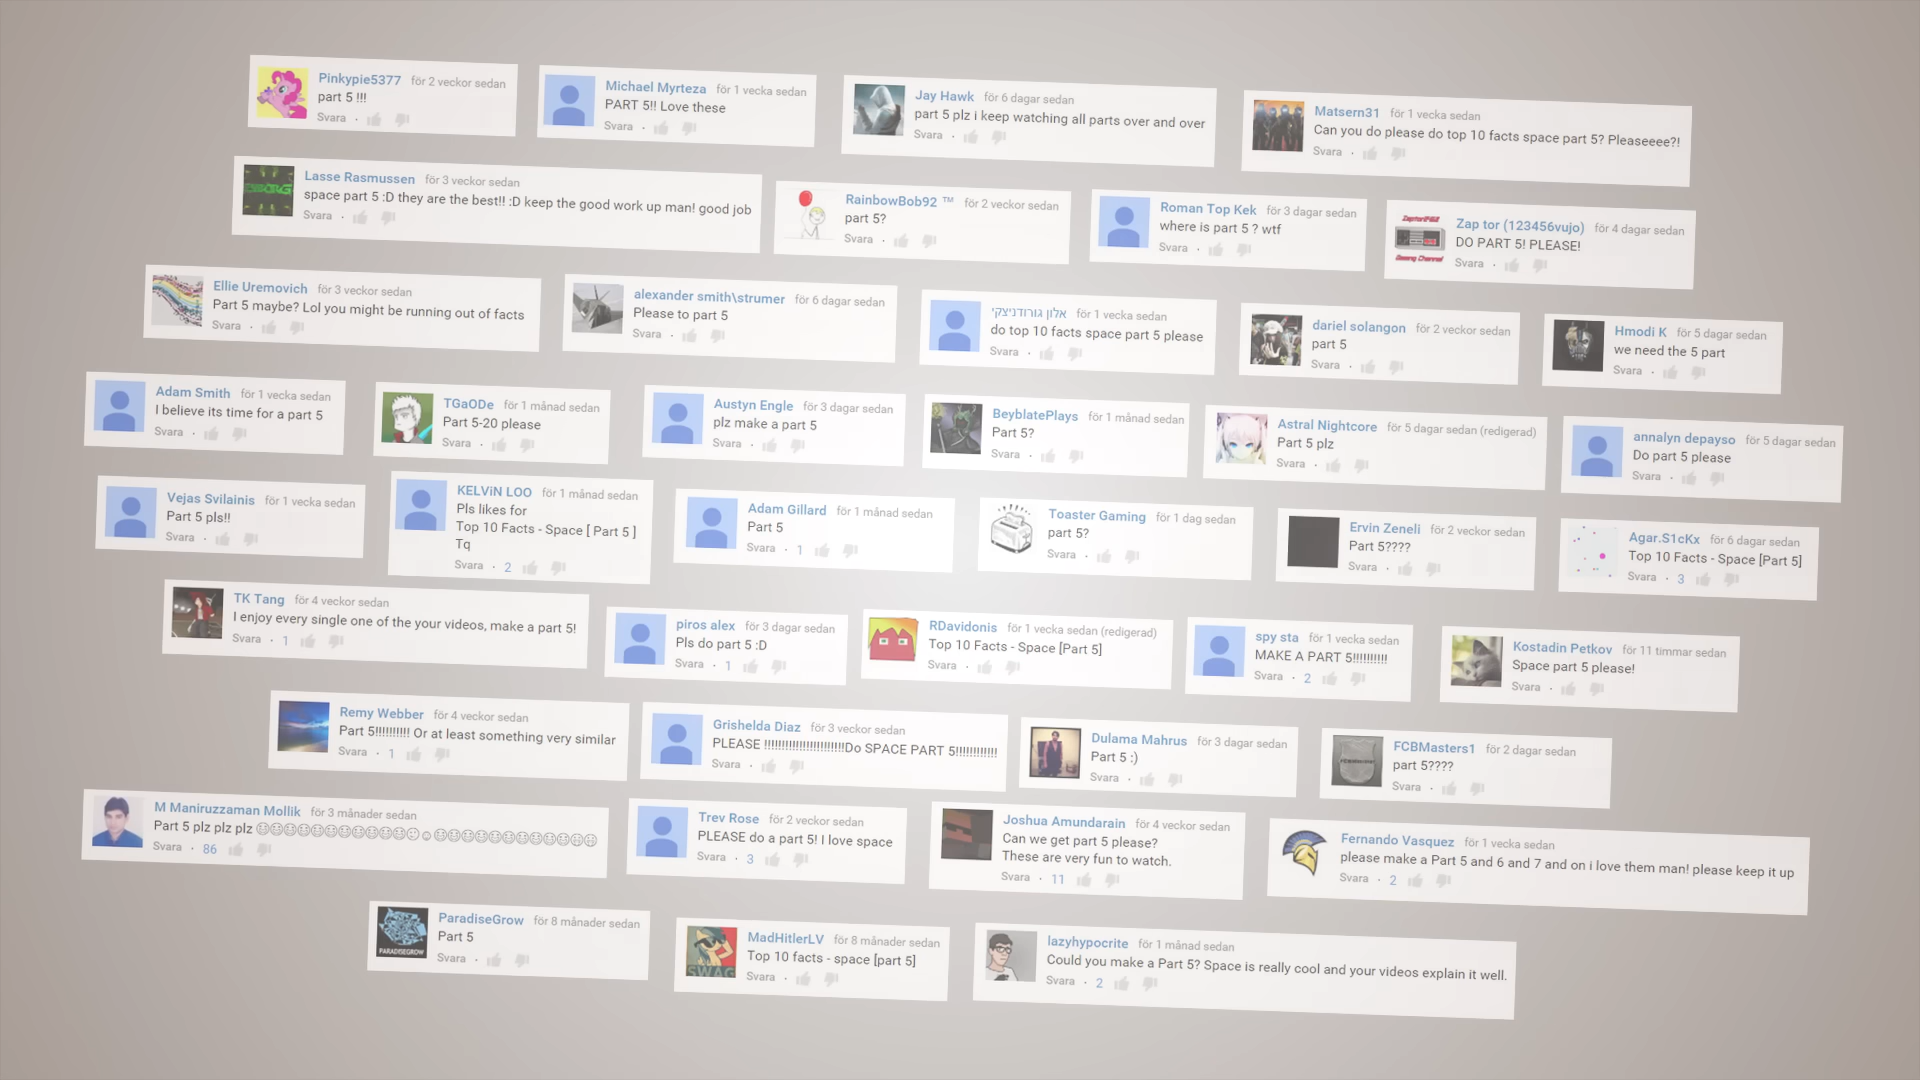 Pinkypie5377 för 2 veckor sedan
part 5 !!!
Svara ·
Michael Myrteza för 1 vecka sedan
PART 5!! Love these
Svara ·
Jay Hawk för 6 dagar sedan
part 5 plz i keep watching all parts over and over
Svara ·
Matsern31 för 1 vecka sedan
Can you do please do top 10 facts space part 5? Pleaseeee?!
Svara ·
Lasse Rasmussen för 3 veckor sedan
space part 5 :D they are the best!! :D keep the good work up man! good job
Svara ·
RainbowBob92 ™ för 2 veckor sedan
part 5?
Svara ·
Roman Top Kek för 3 dagar sedan
where is part 5 ? wtf
Svara ·
Zap tor (123456vujo) för 4 dagar sedan
DO PART 5! PLEASE!
Svara ·
Ellie Uremovich för 3 veckor sedan
Part 5 maybe? Lol you might be running out of facts
Svara ·
alexander smith\strumer för 6 dagar sedan
Please to part 5
Svara ·
אלון גורודניצקי för 1 vecka sedan
do top 10 facts space part 5 please
Svara ·
dariel solangon för 2 veckor sedan
part 5
Svara ·
Hmodi K för 5 dagar sedan
we need the 5 part
Svara ·
Adam Smith för 1 vecka sedan
I believe its time for a part 5
Svara ·
TGaODe för 1 månad sedan
Part 5-20 please
Svara ·
Austyn Engle för 3 dagar sedan
plz make a part 5
Svara ·
BeyblatePlays för 1 månad sedan
Part 5?
Svara ·
Astral Nightcore för 5 dagar sedan (redigerad)
Part 5 plz
Svara ·
annalyn depayso för 5 dagar sedan
Do part 5 please
Svara ·
Vejas Svilainis för 1 vecka sedan
Part 5 pls!!
Svara ·
KELViN LOO för 1 månad sedan
Pls likes for
Top 10 Facts - Space [ Part 5 ]
Tq
Svara · 2
Adam Gillard för 1 månad sedan
Part 5
Svara · 1
Toaster Gaming för 1 dag sedan
part 5?
Svara ·
Ervin Zeneli för 2 veckor sedan
Part 5????
Svara ·
Agar.S1cKx för 6 dagar sedan
Top 10 Facts - Space [Part 5]
Svara · 3
TK Tang för 4 veckor sedan
I enjoy every single one of the your videos, make a part 5!
Svara · 1
piros alex för 3 dagar sedan
Pls do part 5 :D
Svara · 1
RDavidonis för 1 vecka sedan (redigerad)
Top 10 Facts - Space [Part 5]
Svara ·
spy sta för 1 vecka sedan
MAKE A PART 5!!!!!!!!!!
Svara · 2
Kostadin Petkov för 11 timmar sedan
Space part 5 please!
Svara ·
Remy Webber för 4 veckor sedan
Part 5!!!!!!!!!! Or at least something very similar
Svara · 1
Grishelda Diaz för 3 veckor sedan
PLEASE !!!!!!!!!!!!!!!!!!!!!!!Do SPACE PART 5!!!!!!!!!!!!
Svara ·
Dulama Mahrus för 3 dagar sedan
Part 5 :)
Svara ·
FCBMasters1 för 2 dagar sedan
part 5????
Svara ·
M Maniruzzaman Mollik för 3 månader sedan
Part 5 plz plz plz
Svara · 86
Trev Rose för 2 veckor sedan
PLEASE do a part 5! I love space
Svara · 3
Joshua Amundarain för 4 veckor sedan
Can we get part 5 please?
These are very fun to watch.
Svara · 11
Fernando Vasquez för 1 vecka sedan
please make a Part 5 and 6 and 7 and on i love them man! please keep it up
Svara · 2
ParadiseGrow för 8 månader sedan
Part 5
Svara ·
PARADISEGROW
MadHitlerLV för 8 månader sedan
Top 10 facts - space [part 5]
Svara ·
SWAG
lazyhypocrite för 1 månad sedan
Could you make a Part 5? Space is really cool and your videos explain it well.
Svara · 2